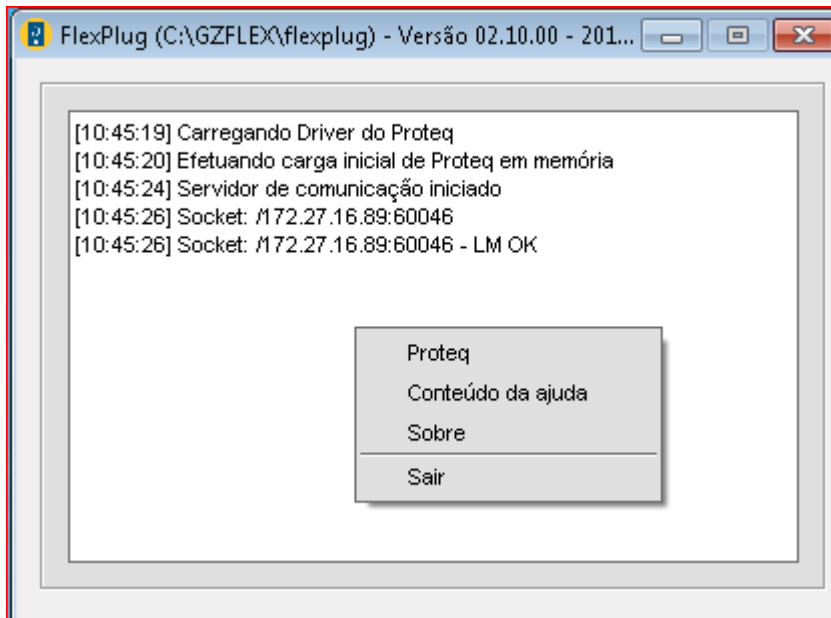 FlexPlug (C:\GZFLEX\flexplug) - Versão 02.10.00 - 201...
[10:45:19] Carregando Driver do Proteq
[10:45:20] Efetuando carga inicial de Proteq em memória
[10:45:24] Servidor de comunicação iniciado
[10:45:26] Socket: /172.27.16.89:60046
[10:45:26] Socket: /172.27.16.89:60046 - LM OK
Proteq
Conteúdo da ajuda
Sobre
Sair